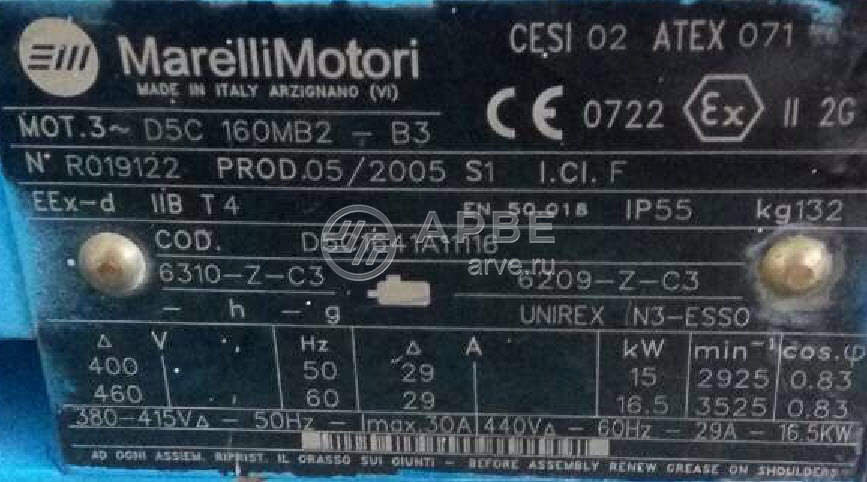 MarelliMotori
MADE IN ITALY ARZIGNANO (VI)
CESI 02 ATEX 071
CE 0722 Ex II 2G
MOT.3~ D5C 160MB2 - B3
N° R019122 PROD.05/2005 S1 I.Cl. F
EEx-d IIB T4 EN 50.018 IP55 kg132
COD.
АРВЕ
arve.ru
6310-Z-C3 6209-Z-C3
- h - g UNIREX N3-ESSO
Δ V Hz Δ A kW min⁻¹ cos.φ
400 50 29 15 2925 0.83
460 60 29 16.5 3525 0.83
380-415VΔ - 50Hz - Imax.30A 440VΔ - 60Hz - 29A - 16.5KW
AD OGNI ASSIEM. RIPRIST. IL GRASSO SUI GIUNTI - BEFORE ASSEMBLY RENEW GREASE ON SHOULDERS